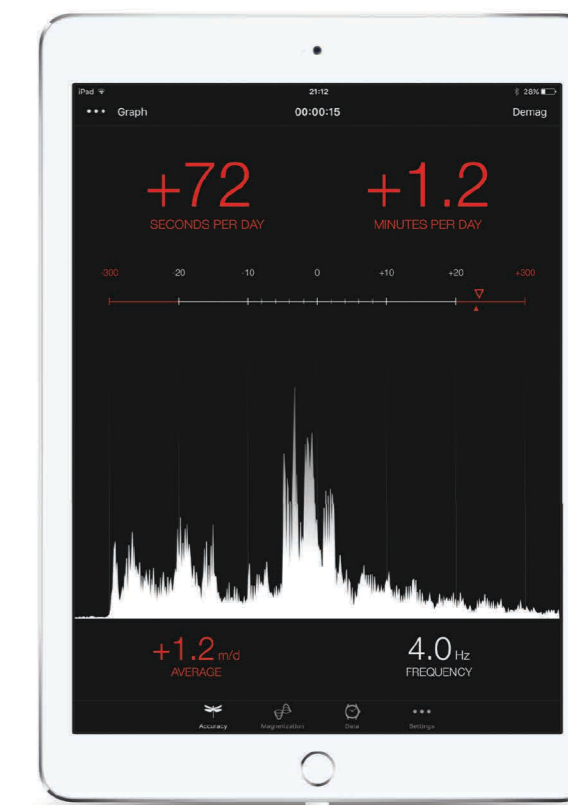 iPad 21:12 28%
••• Graph 00:00:15 Demag
+72 +1.2
SECONDS PER DAY MINUTES PER DAY
-300 -20 -10 0 +10 +20 +300
+1.2 m/d 4.0 Hz
AVERAGE FREQUENCY
Accuracy Magnetization Data Settings